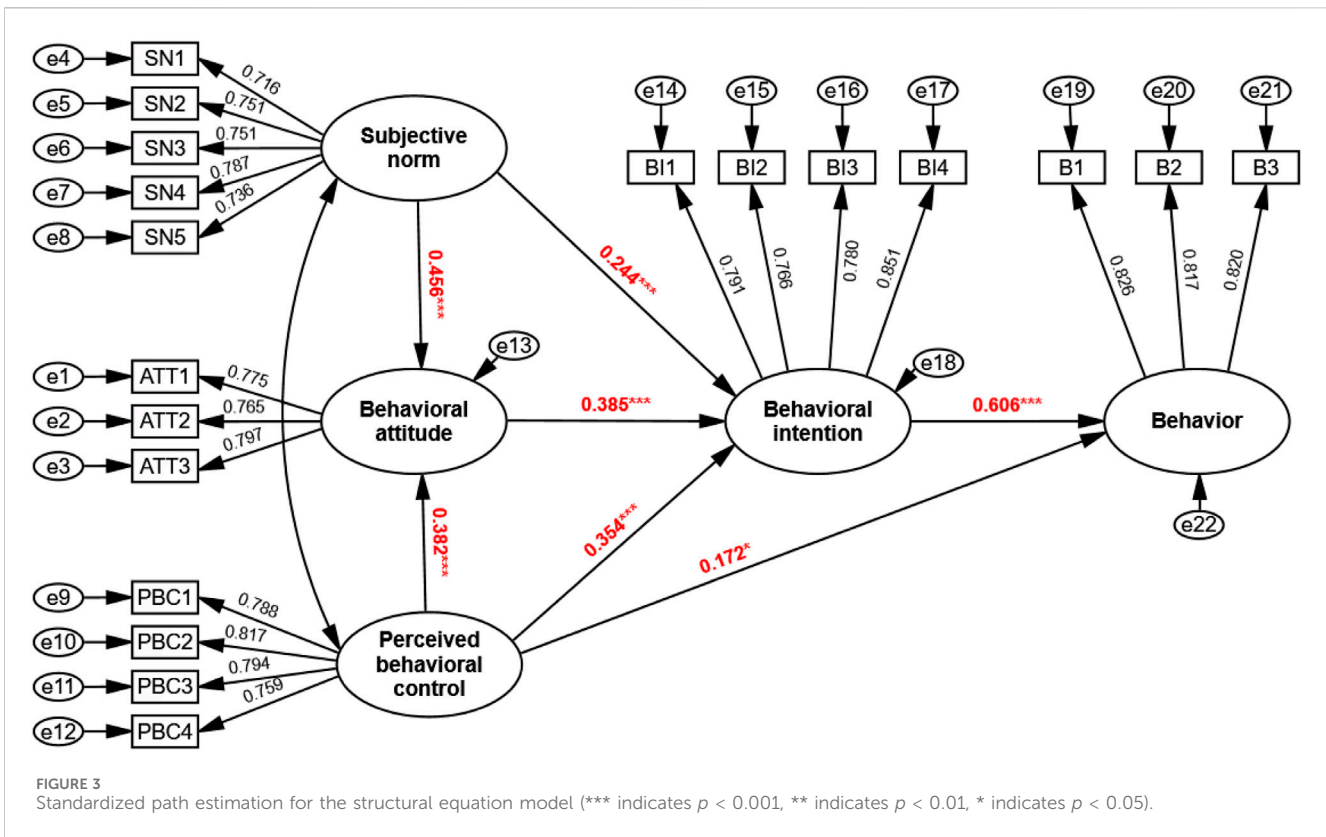 e4 SN1 0.716
e5 SN2 0.751
e6 SN3 0.751
e7 SN4 0.787
e8 SN5 0.736
Subjective
norm
e14 e15 e16 e17
BI1 BI2 BI3 BI4
0.791 0.766 0.780 0.851
e19 e20 e21
B1 B2 B3
0.826 0.817 0.820
0.456***
0.244***
e13
e18
e1 ATT1 0.775
e2 ATT2 0.765
e3 ATT3 0.797
Behavioral
attitude
0.385***
Behavioral
intention
0.606***
Behavior
e22
0.382***
0.354***
0.172*
e9 PBC1 0.788
e10 PBC2 0.817
e11 PBC3 0.794
e12 PBC4 0.759
Perceived
behavioral
control
FIGURE 3
Standardized path estimation for the structural equation model (*** indicates p < 0.001, ** indicates p < 0.01, * indicates p < 0.05).